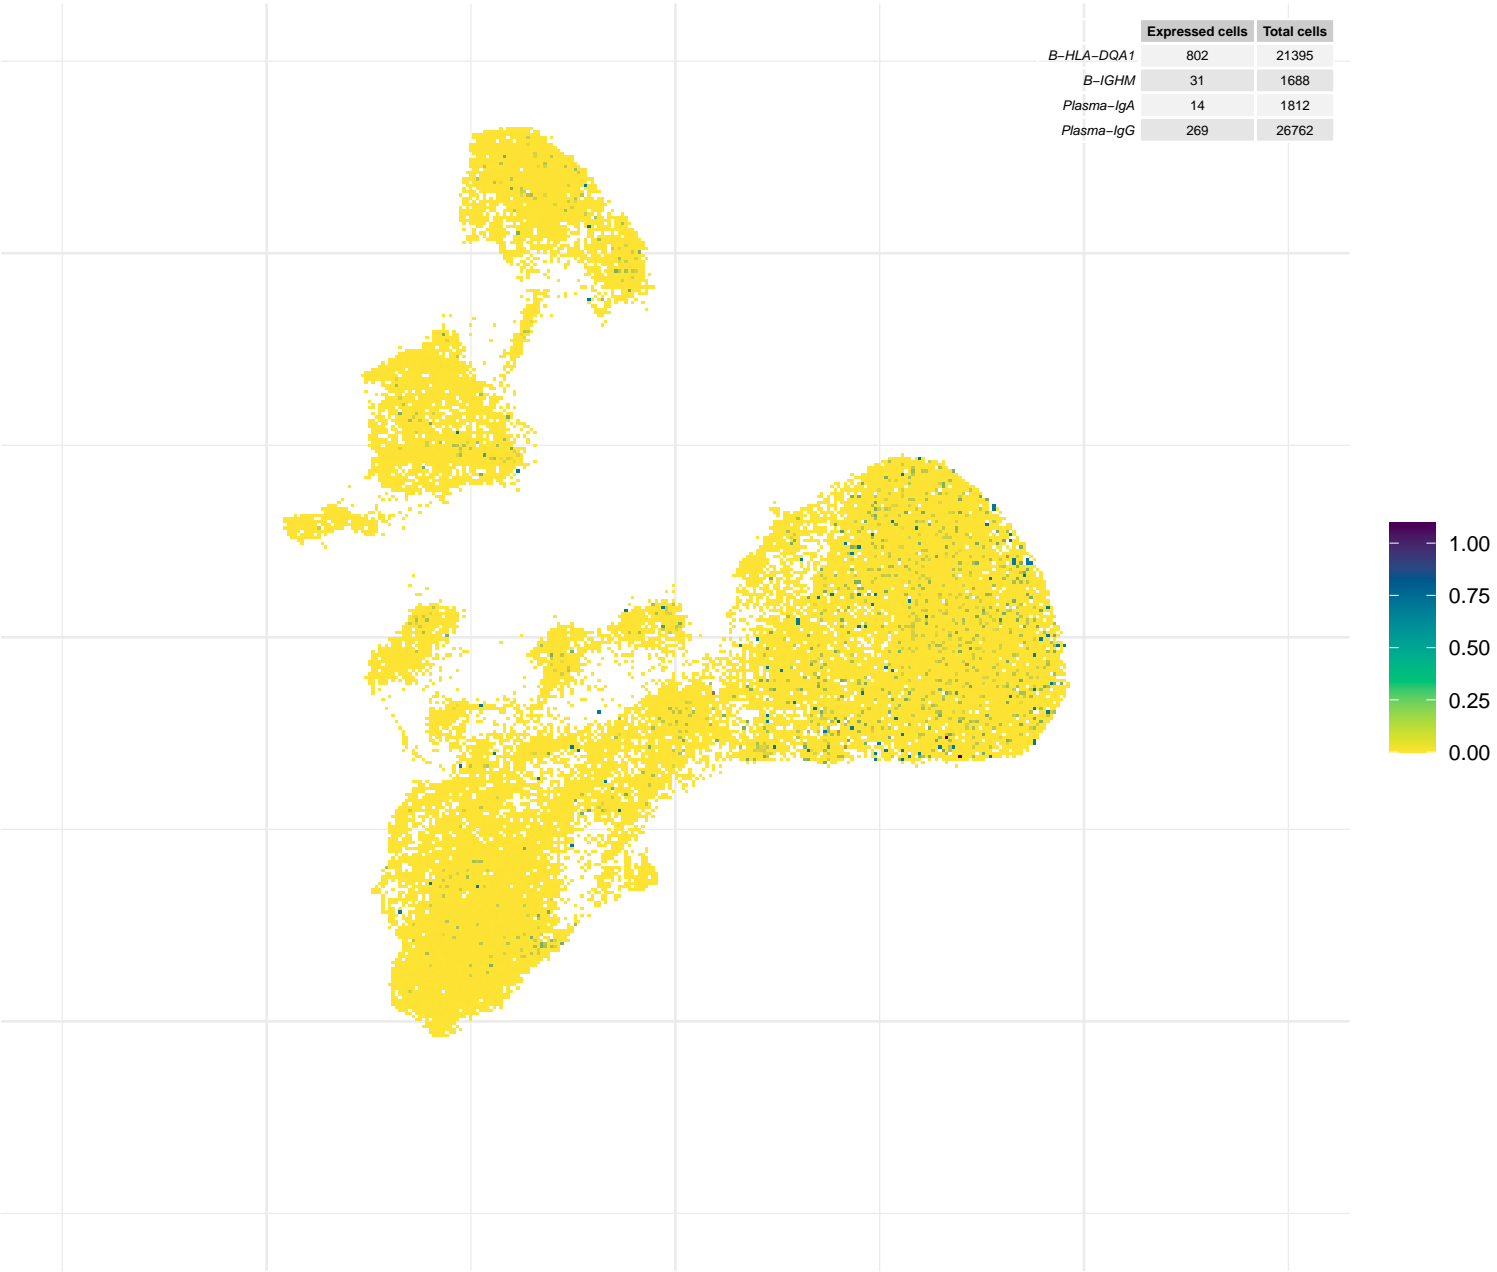 Expressed cells Total cells
B−HLA−DQA1 802 21395
B−IGHM 31 1688
Plasma−IgA 14 1812
Plasma−IgG 269 26762
1.00
0.75
0.50
0.25
0.00